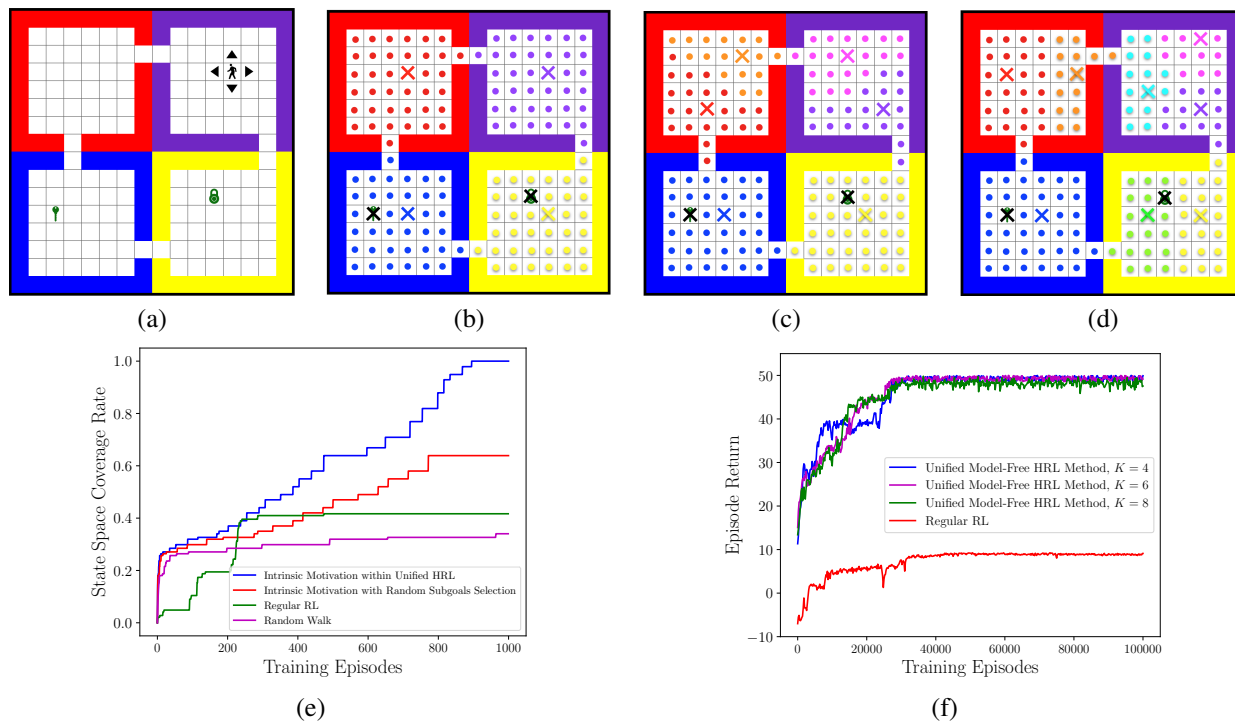 (a)
(b)
(c)
(d)
State Space Coverage Rate
1.0
0.8
0.6
0.4
0.2
0.0
Intrinsic Motivation within Unified HRL
Intrinsic Motivation with Random Subgoals Selection
Regular RL
Random Walk
0
200
400
600
800
1000
Training Episodes
(e)
Episode Return
50
40
30
20
10
0
−10
Unified Model-Free HRL Method, K = 4
Unified Model-Free HRL Method, K = 6
Unified Model-Free HRL Method, K = 8
Regular RL
0
20000
40000
60000
80000
100000
Training Episodes
(f)